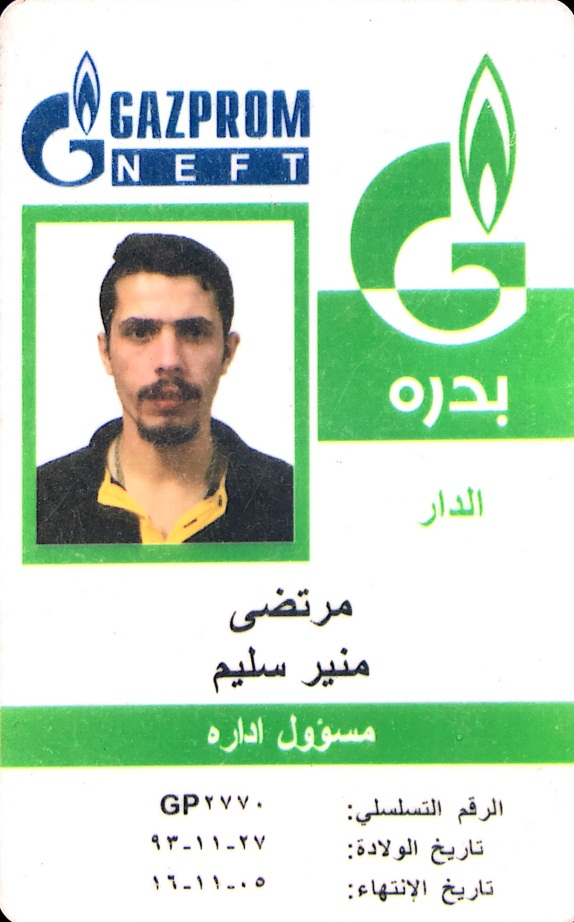 GAZPROM
NEFT
بدره
الدار
مرتضى
منير سليم
مسؤول اداره
الرقم التسلسلي: GP٢٧٧٠
تاريخ الولادة: ٩٣-١١-٢٧
تاريخ الإنتهاء: ١٦-١١-٠٥